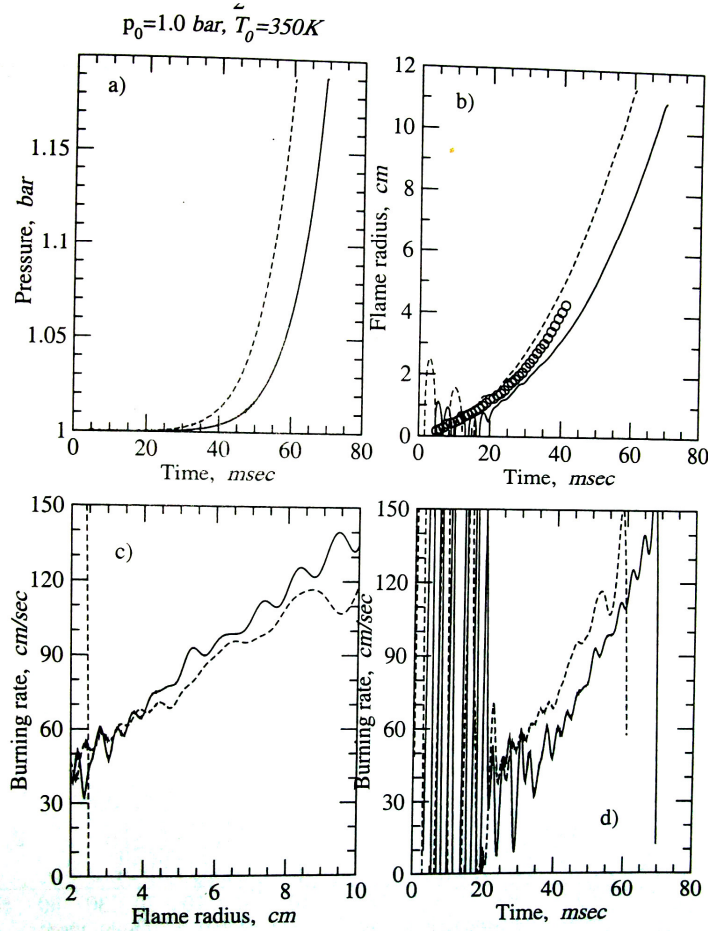 p₀=1.0 bar, T₀=350K
a)
1.15
1.1
1.05
1
Pressure, bar
0 20 40 60 80
Time, msec
b)
12
10
8
6
4
2
0
Flame radius, cm
0 20 40 60 80
Time, msec
c)
150
120
90
60
30
0
Burning rate, cm/sec
2 4 6 8 10
Flame radius, cm
150
120
90
60
30
0
Burning rate, cm/sec
d)
0 20 40 60 80
Time, msec